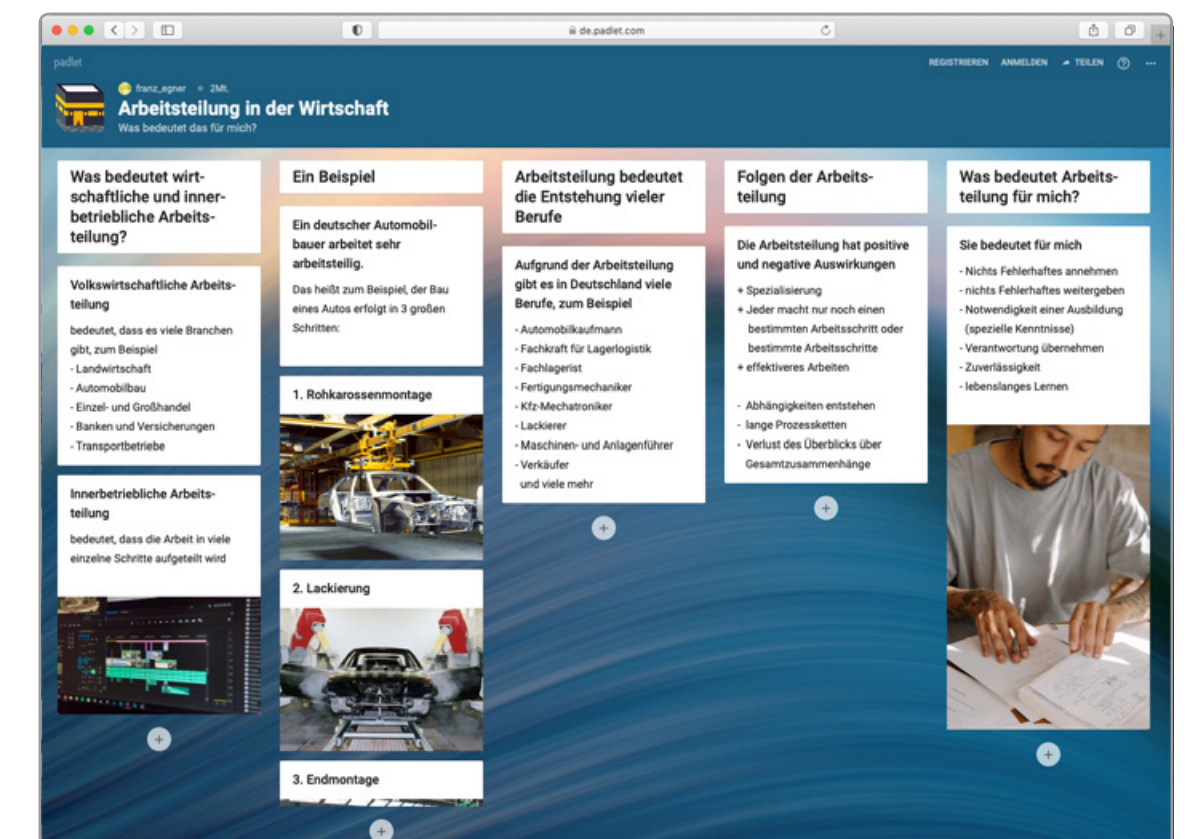 de.padlet.com
padlet
REGISTRIEREN ANMELDEN TEILEN
franz_egner 2Mt.
Arbeitsteilung in der Wirtschaft
Was bedeutet das für mich?
Was bedeutet wirt-
schaftliche und inner-
betriebliche Arbeits-
teilung?
Volkswirtschaftliche Arbeits-
teilung
bedeutet, dass es viele Branchen
gibt, zum Beispiel
- Landwirtschaft
- Automobilbau
- Einzel- und Großhandel
- Banken und Versicherungen
- Transportbetriebe
Innerbetriebliche Arbeits-
teilung
bedeutet, dass die Arbeit in viele
einzelne Schritte aufgeteilt wird
Ein Beispiel
Ein deutscher Automobil-
bauer arbeitet sehr
arbeitsteilig.
Das heißt zum Beispiel, der Bau
eines Autos erfolgt in 3 großen
Schritten:
1. Rohkarossenmontage
2. Lackierung
3. Endmontage
Arbeitsteilung bedeutet
die Entstehung vieler
Berufe
Aufgrund der Arbeitsteilung
gibt es in Deutschland viele
Berufe, zum Beispiel
- Automobilkaufmann
- Fachkraft für Lagerlogistik
- Fachlagerist
- Fertigungsmechaniker
- Kfz-Mechatroniker
- Lackierer
- Maschinen- und Anlagenführer
- Verkäufer
und viele mehr
Folgen der Arbeits-
teilung
Die Arbeitsteilung hat positive
und negative Auswirkungen
+ Spezialisierung
+ Jeder macht nur noch einen
bestimmten Arbeitsschritt oder
bestimmte Arbeitsschritte
+ effektiveres Arbeiten
- Abhängigkeiten entstehen
- lange Prozessketten
- Verlust des Überblicks über
Gesamtzusammenhänge
Was bedeutet Arbeits-
teilung für mich?
Sie bedeutet für mich
- Nichts Fehlerhaftes annehmen
- nichts Fehlerhaftes weitergeben
- Notwendigkeit einer Ausbildung
(spezielle Kenntnisse)
- Verantwortung übernehmen
- Zuverlässigkeit
- lebenslanges Lernen